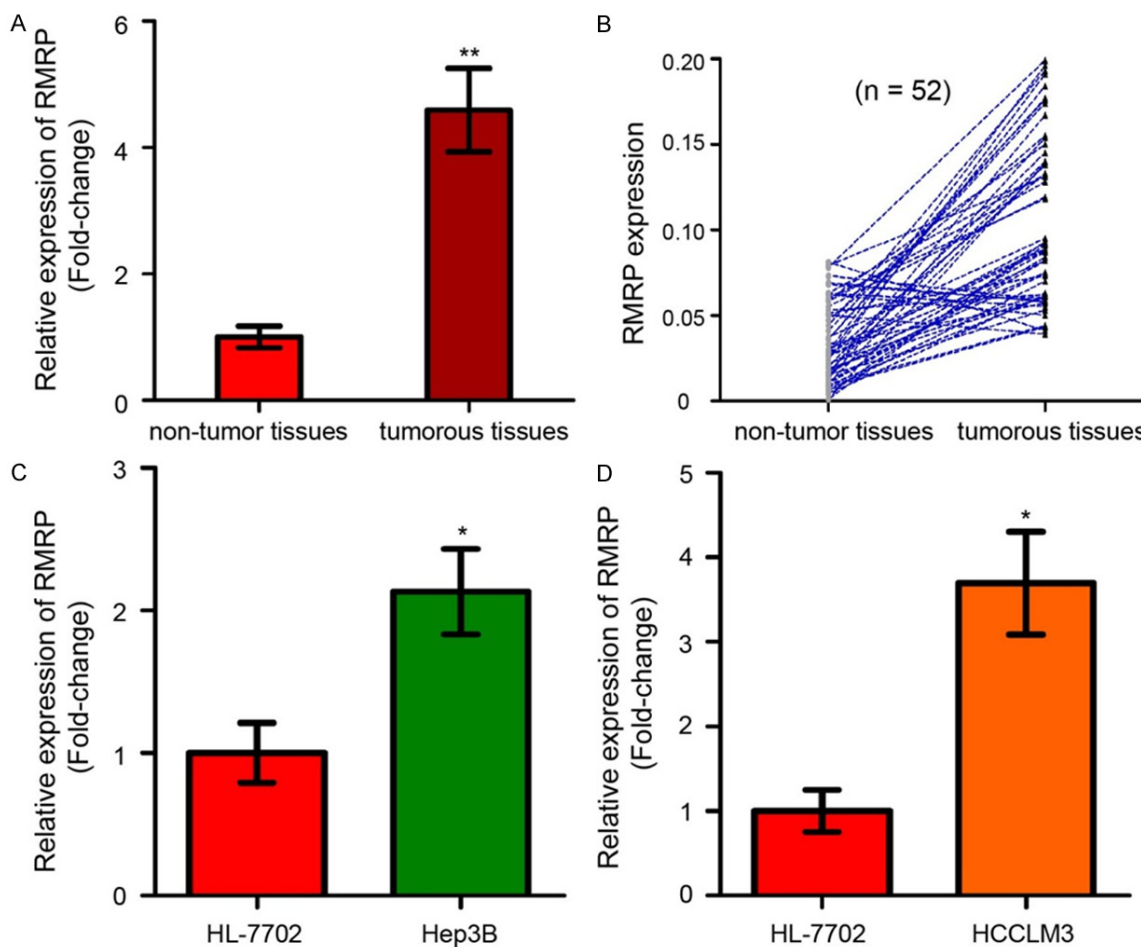 A
Relative expression of RMRP
(Fold-change)
6
4
2
0
**
non-tumor tissues
tumorous tissues
B
RMRP expression
0.20
0.15
0.10
0.05
0
(n = 52)
non-tumor tissues
tumorous tissues
C
Relative expression of RMRP
(Fold-change)
3
2
1
0
*
HL-7702
Hep3B
D
Relative expression of RMRP
(Fold-change)
5
4
3
2
1
0
*
HL-7702
HCCLM3